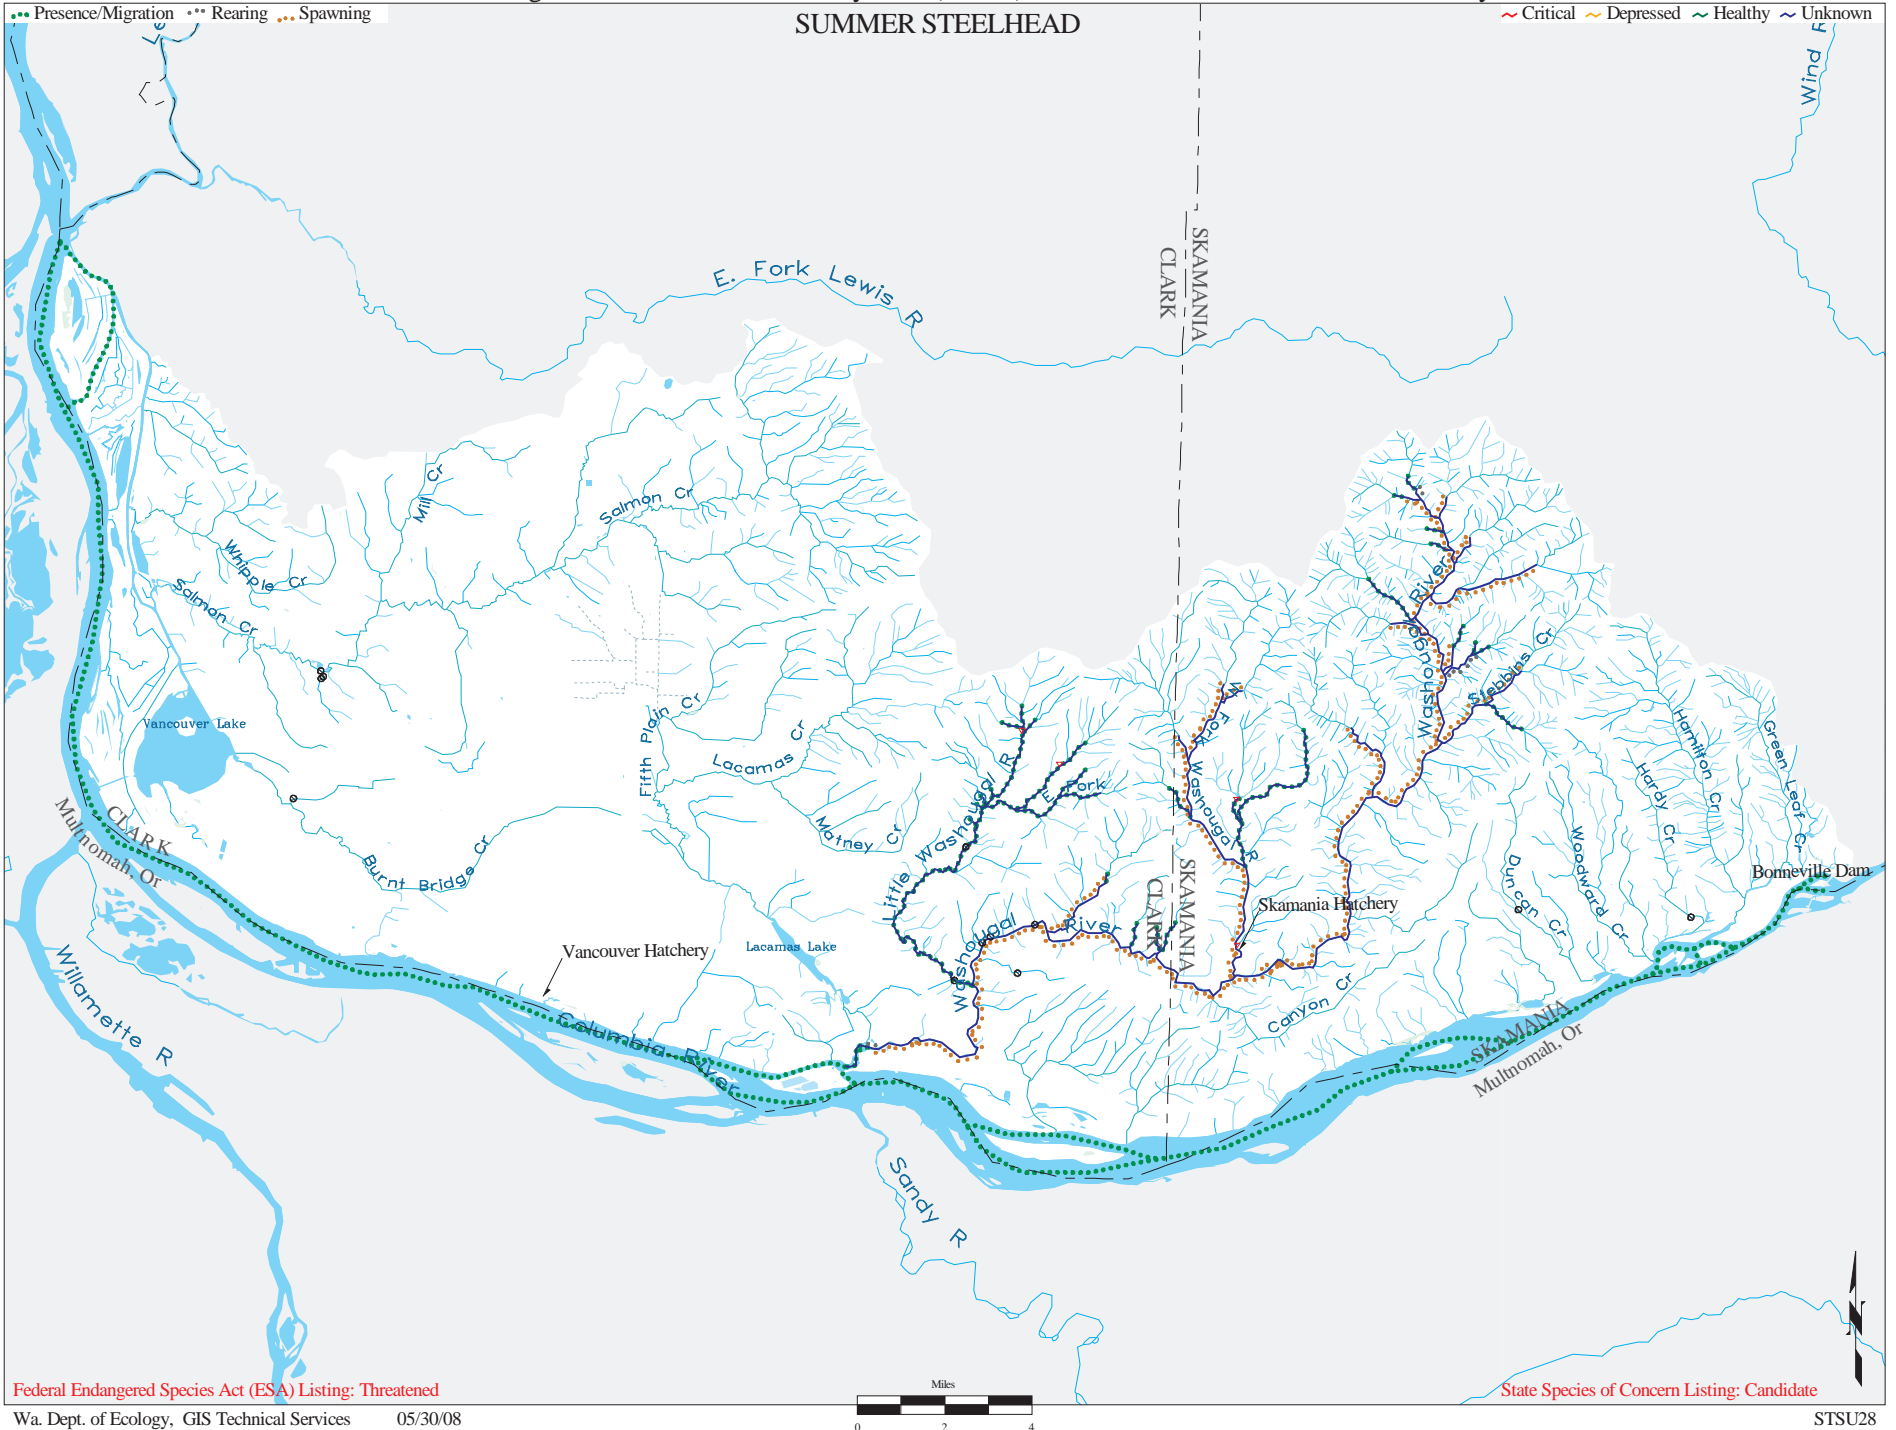 Presence/Migration Rearing Spawning
SUMMER STEELHEAD
Critical Depressed Healthy Unknown
Wind R
SKAMANIA
CLARK
E. Fork Lewis R
Mill Cr
Salmon Cr
Whipple Cr
Salmon Cr
Vancouver Lake
Fifth Plain Cr
Lacamas Cr
Matney Cr
Burnt Bridge Cr
CLARK
Multnomah, Or
Willamette R
Vancouver Hatchery
Lacamas Lake
Columbia River
Little Washougal R
E Fork
Washougal River
W Fork Washougal R
SKAMANIA
CLARK
Skamania Hatchery
Washougal River
Stebbins Cr
Canyon Cr
Duncan Cr
Woodward Cr
Hardy Cr
Hamilton Cr
Green Leaf Cr
Bonneville Dam
SKAMANIA
Multnomah, Or
Sandy R
N
Federal Endangered Species Act (ESA) Listing: Threatened
State Species of Concern Listing: Candidate
Miles
0 2 4
Wa. Dept. of Ecology, GIS Technical Services 05/30/08
STSU28